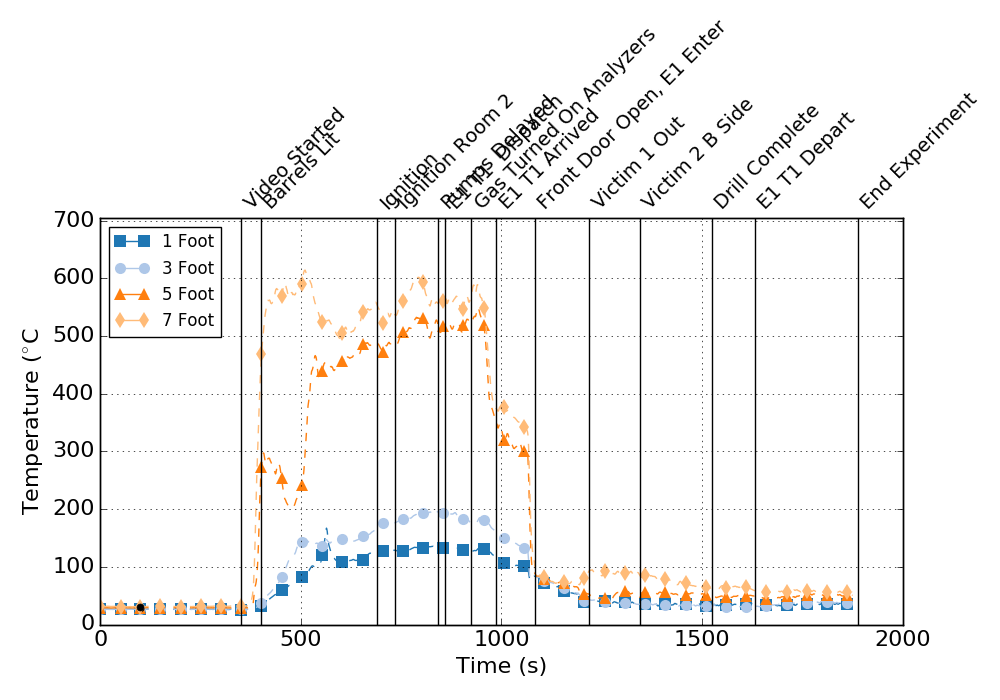 Video Started
Barrels Lit
Ignition
Ignition Room 2
Pumps Delayed
E1 T1 Dispatch
Gas Turned On Analyzers
E1 T1 Arrived
Front Door Open, E1 Enter
Victim 1 Out
Victim 2 B Side
Drill Complete
E1 T1 Depart
End Experiment
700
600
500
400
300
200
100
0
Temperature (°C
1 Foot
3 Foot
5 Foot
7 Foot
0 500 1000 1500 2000
Time (s)